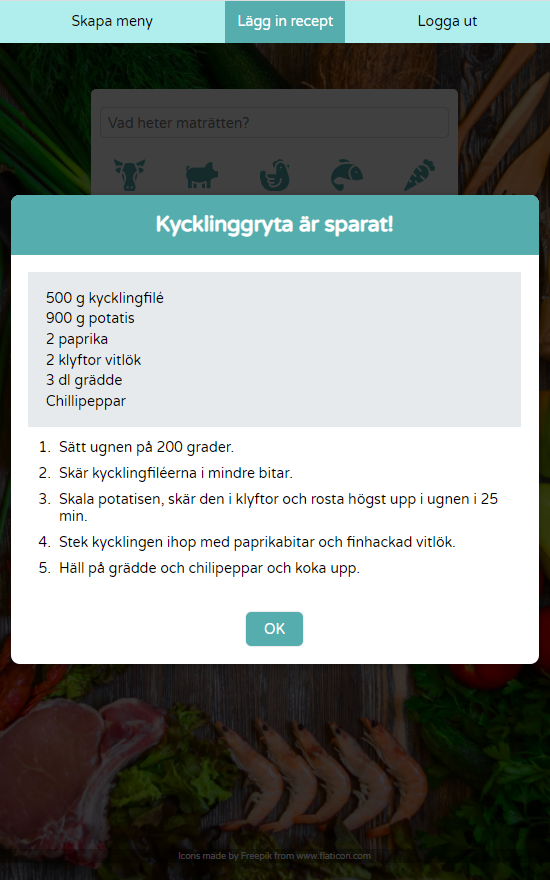 Skapa meny Lägg in recept Logga ut
Vad heter maträtten?
Kycklinggryta är sparat!
500 g kycklingfilé
900 g potatis
2 paprika
2 klyftor vitlök
3 dl grädde
Chillipeppar
1. Sätt ugnen på 200 grader.
2. Skär kycklingfiléerna i mindre bitar.
3. Skala potatisen, skär den i klyftor och rosta högst upp i ugnen i 25
min.
4. Stek kycklingen ihop med paprikabitar och finhackad vitlök.
5. Häll på grädde och chilipeppar och koka upp.
OK
Icons made by Freepik from www.flaticon.com